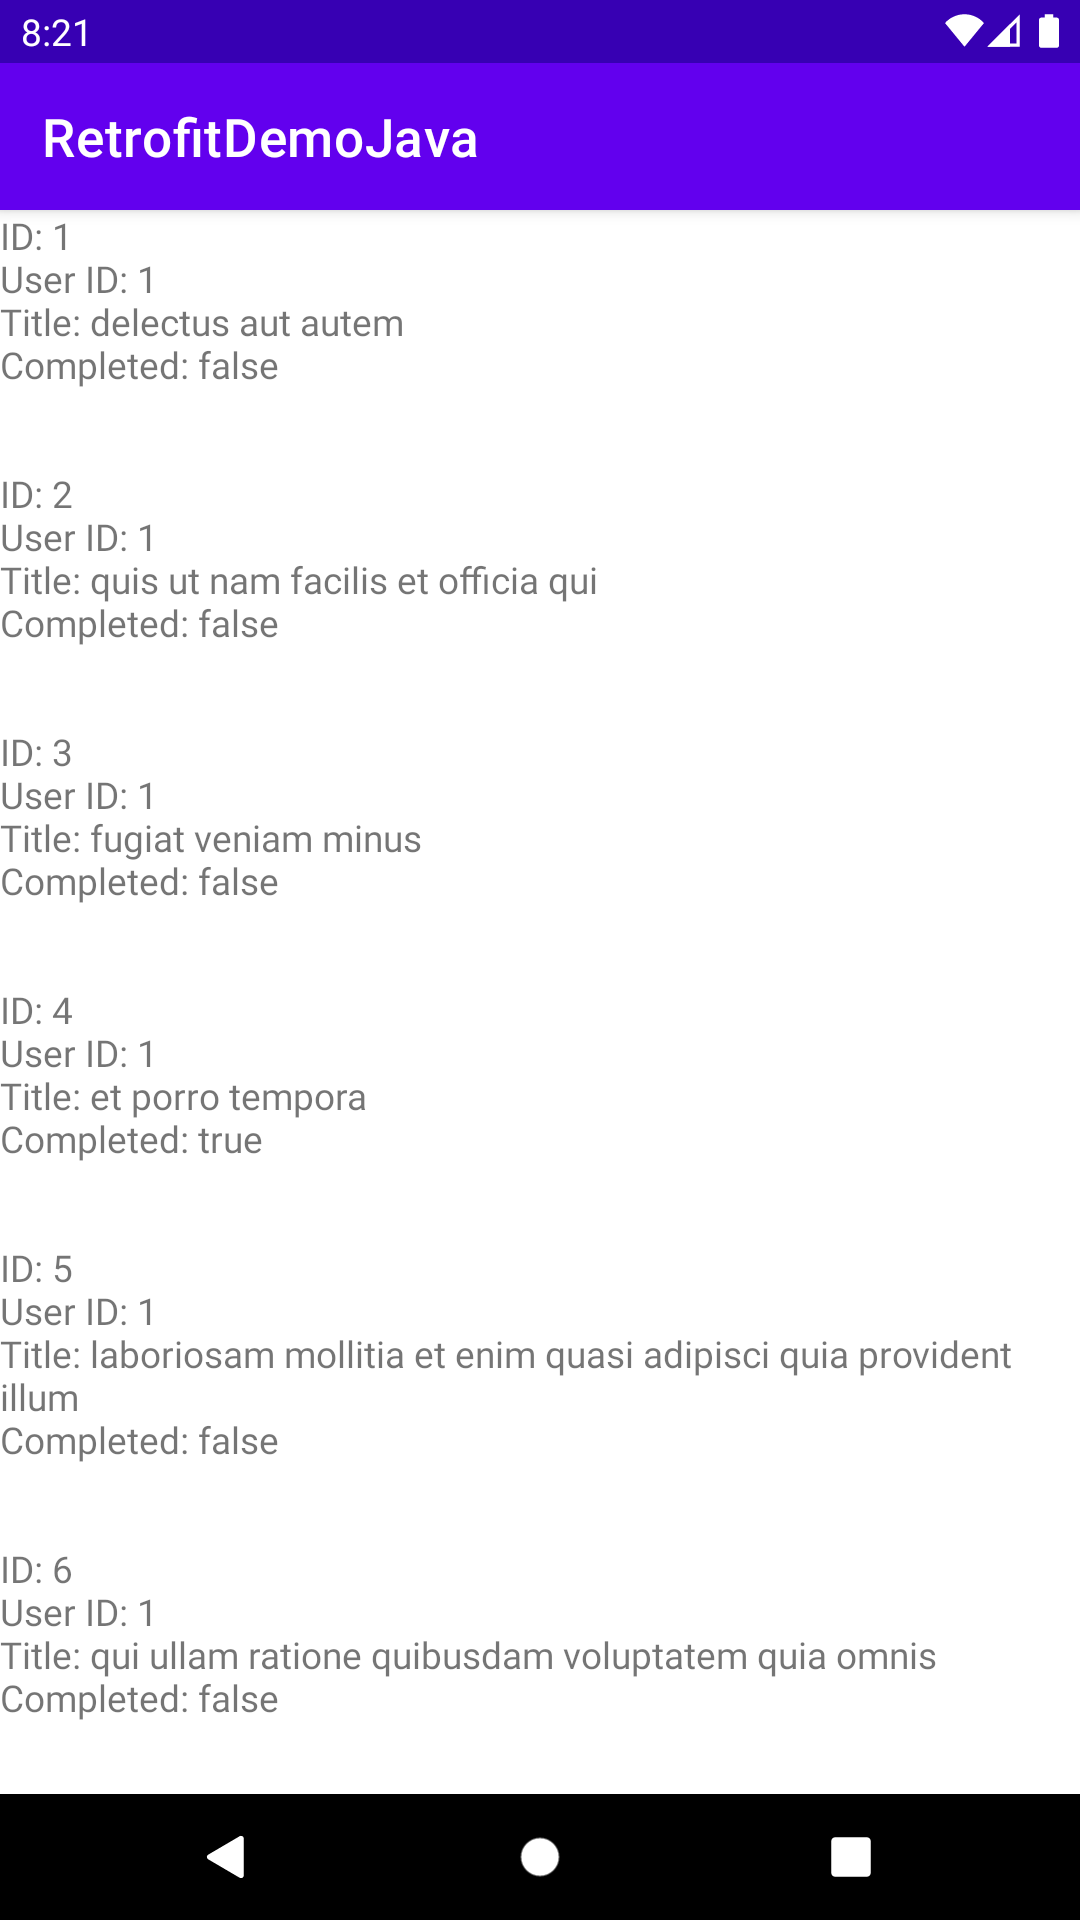 8:21
RetrofitDemoJava
ID: 1
User ID: 1
Title: delectus aut autem
Completed: false
ID: 2
User ID: 1
Title: quis ut nam facilis et officia qui
Completed: false
ID: 3
User ID: 1
Title: fugiat veniam minus
Completed: false
ID: 4
User ID: 1
Title: et porro tempora
Completed: true
ID: 5
User ID: 1
Title: laboriosam mollitia et enim quasi adipisci quia provident
illum
Completed: false
ID: 6
User ID: 1
Title: qui ullam ratione quibusdam voluptatem quia omnis
Completed: false